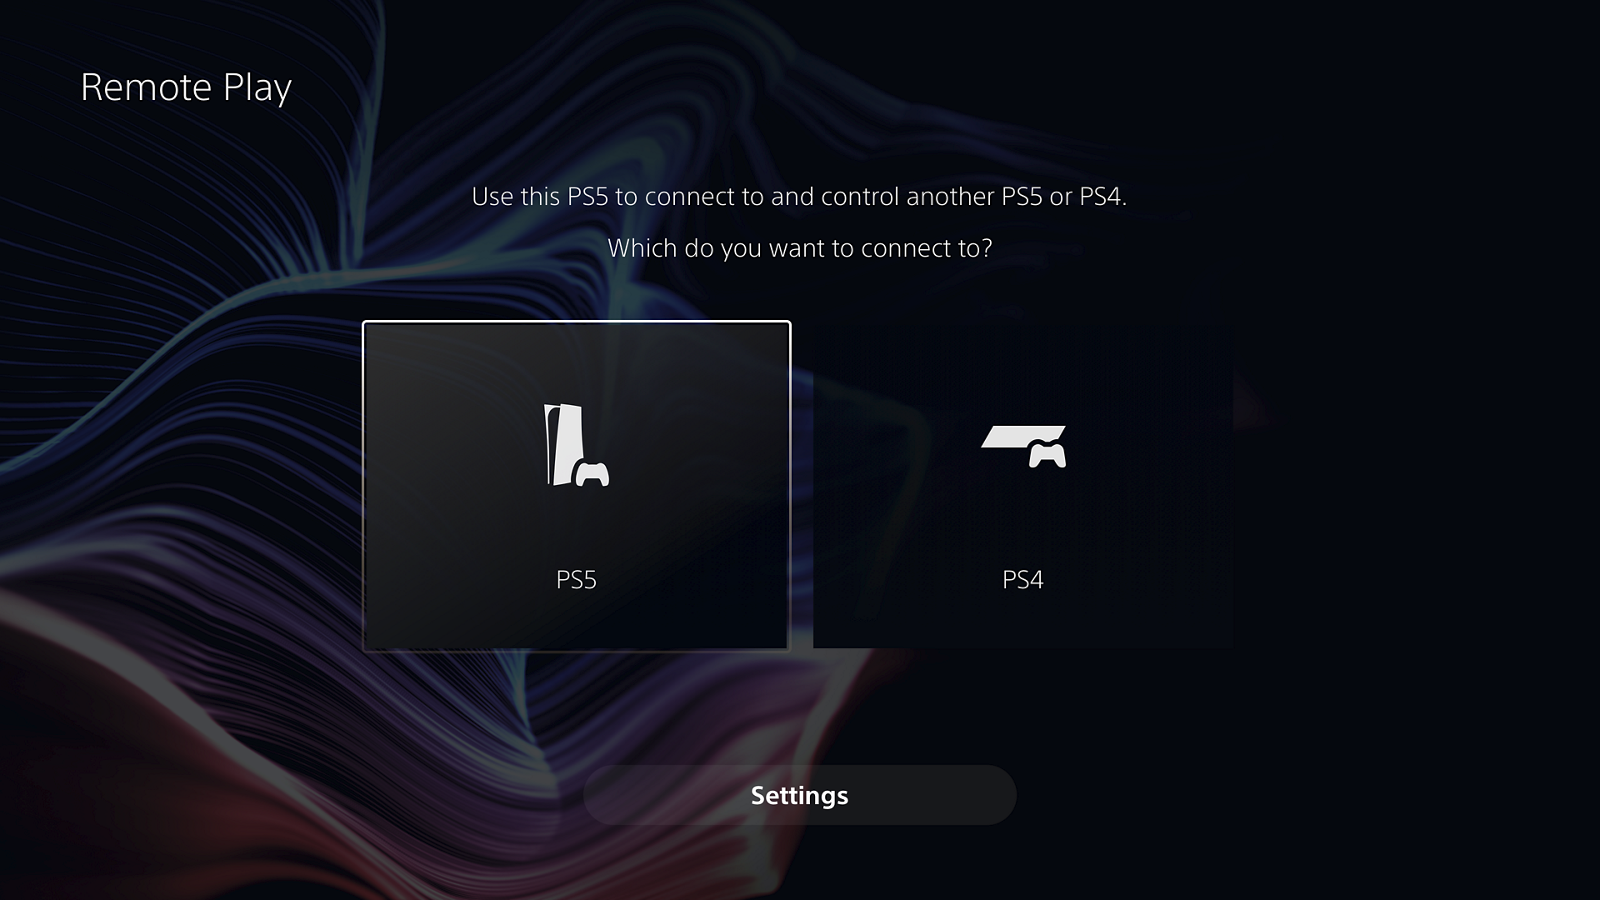 Remote Play
Use this PS5 to connect to and control another PS5 or PS4.
Which do you want to connect to?
PS5
PS4
Settings